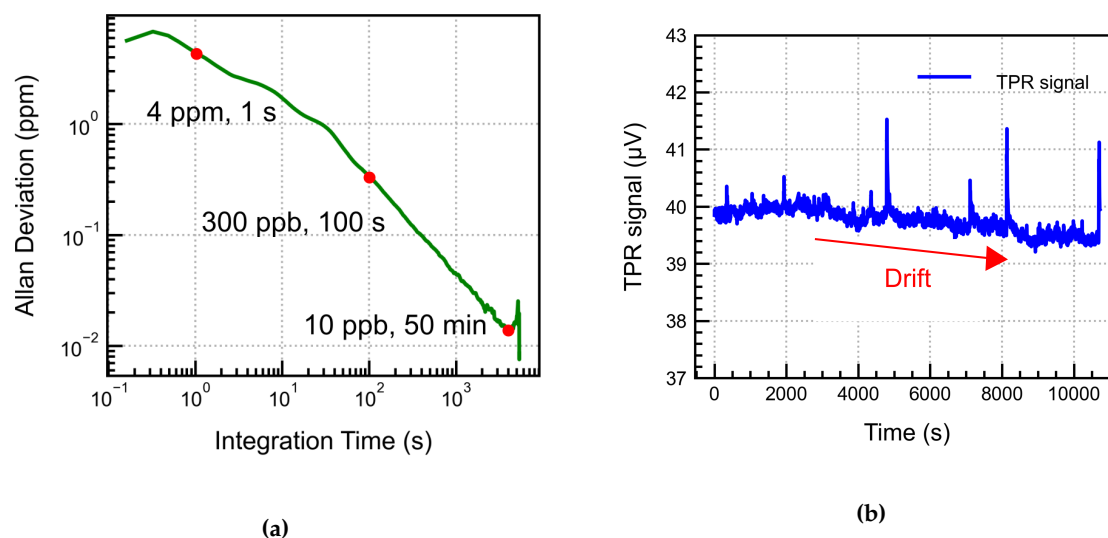 Allan Deviation (ppm)
10⁰
10⁻¹
10⁻²
4 ppm, 1 s
300 ppb, 100 s
10 ppb, 50 min
10⁻¹ 10⁰ 10¹ 10² 10³
Integration Time (s)
(a)
TPR signal (µV)
43
42
41
40
39
38
37
TPR signal
Drift
0 2000 4000 6000 8000 10000
Time (s)
(b)